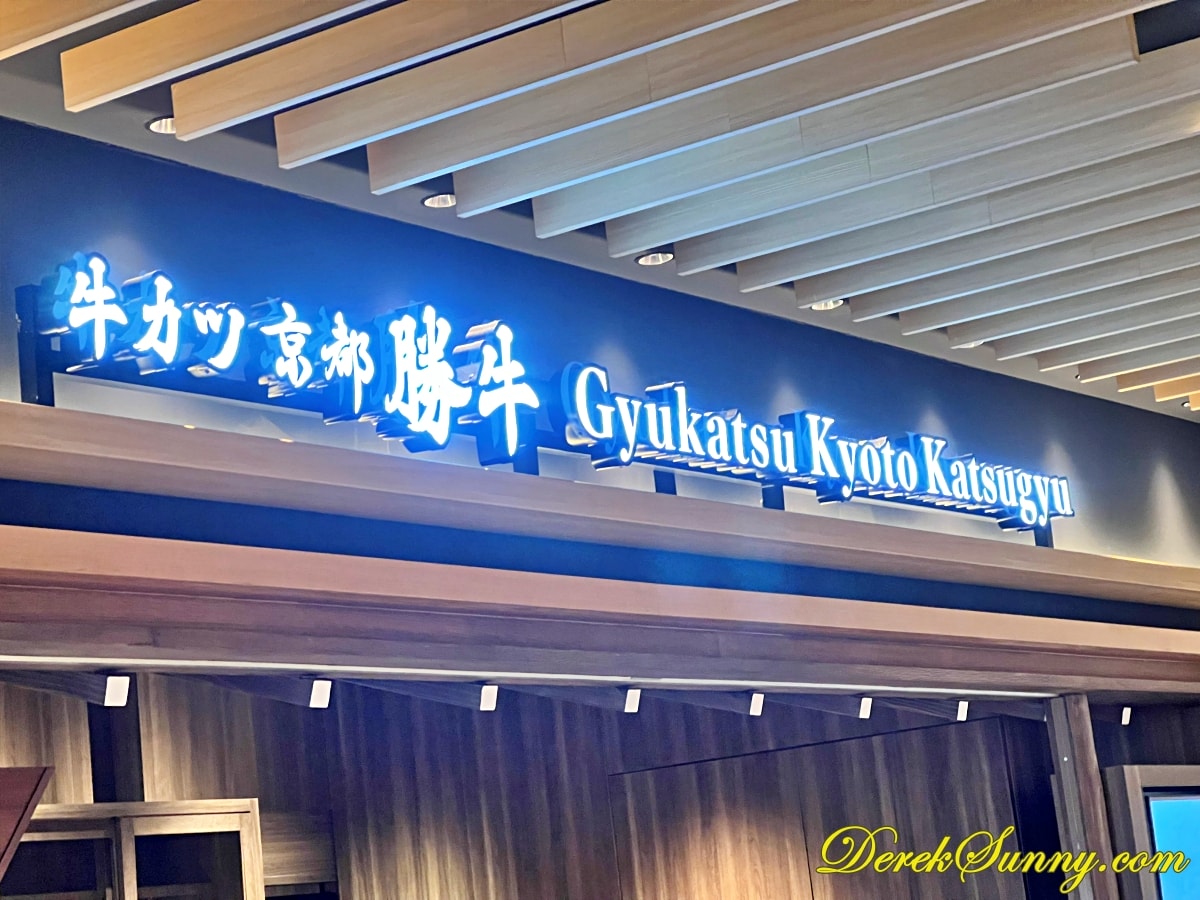 牛カツ京都勝牛 Gyukatsu Kyoto Katsugyu
DerekSunny.com